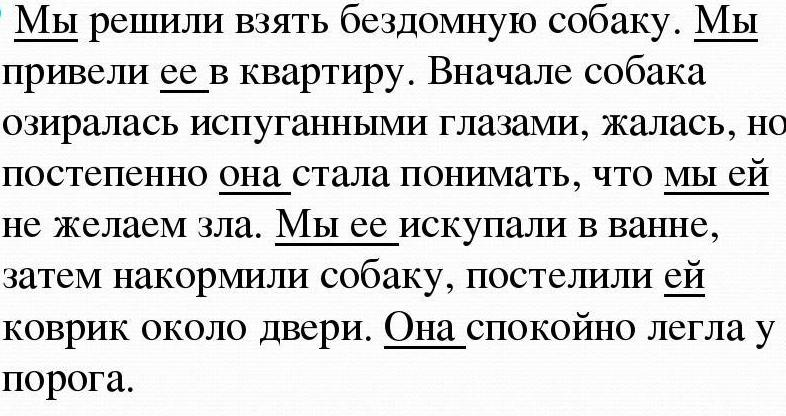 Мы решили взять бездомную собаку. Мы
привели ее в квартиру. Вначале собака
озиралась испуганными глазами, жалась, но
постепенно она стала понимать, что мы ей
не желаем зла. Мы ее искупали в ванне,
затем накормили собаку, постелили ей
коврик около двери. Она спокойно легла у
порога.